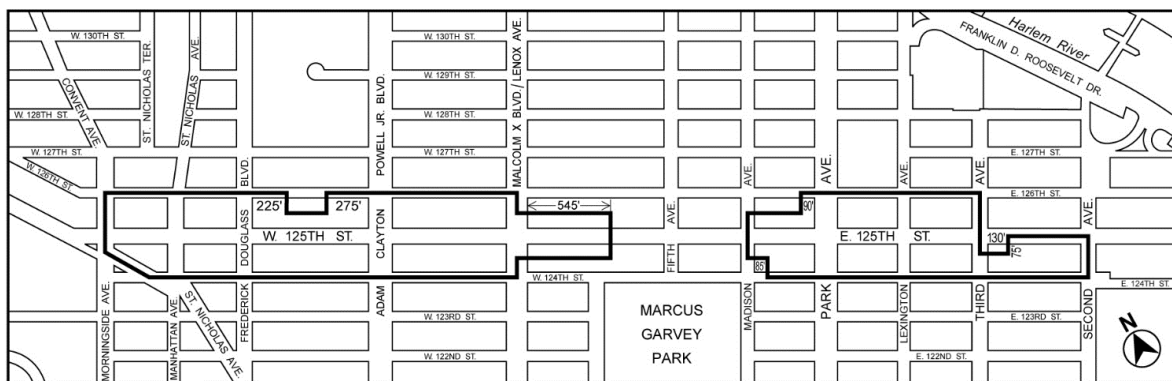 W. 130TH ST.
W. 130TH ST.
W. 129TH ST.
W. 128TH ST.
W. 128TH ST.
W. 127TH ST.
W. 127TH ST.
W. 126TH ST.
CONVENT AVE.
ST. NICHOLAS TER.
ST. NICHOLAS AVE.
BLVD.
DOUGLASS
FREDERICK
POWELL JR. BLVD.
CLAYTON
ADAM
MALCOLM X BLVD / LENOX AVE.
Harlem River
FRANKLIN D. ROOSEVELT DR.
AVE.
AVE.
AVE.
AVE.
E. 127TH ST.
E. 126TH ST.
AVE.
AVE.
225'
275'
545'
90'
W. 125TH ST.
E. 125TH ST.
130'
75'
85'
FIFTH
W. 124TH ST.
E. 124TH ST.
MORNINGSIDE AVE.
MANHATTAN AVE.
ST. NICHOLAS AVE.
MADISON
PARK
LEXINGTON
THIRD
SECOND
MARCUS
GARVEY
PARK
W. 123RD ST.
E. 123RD ST.
W. 122ND ST.
E. 122ND ST.
N